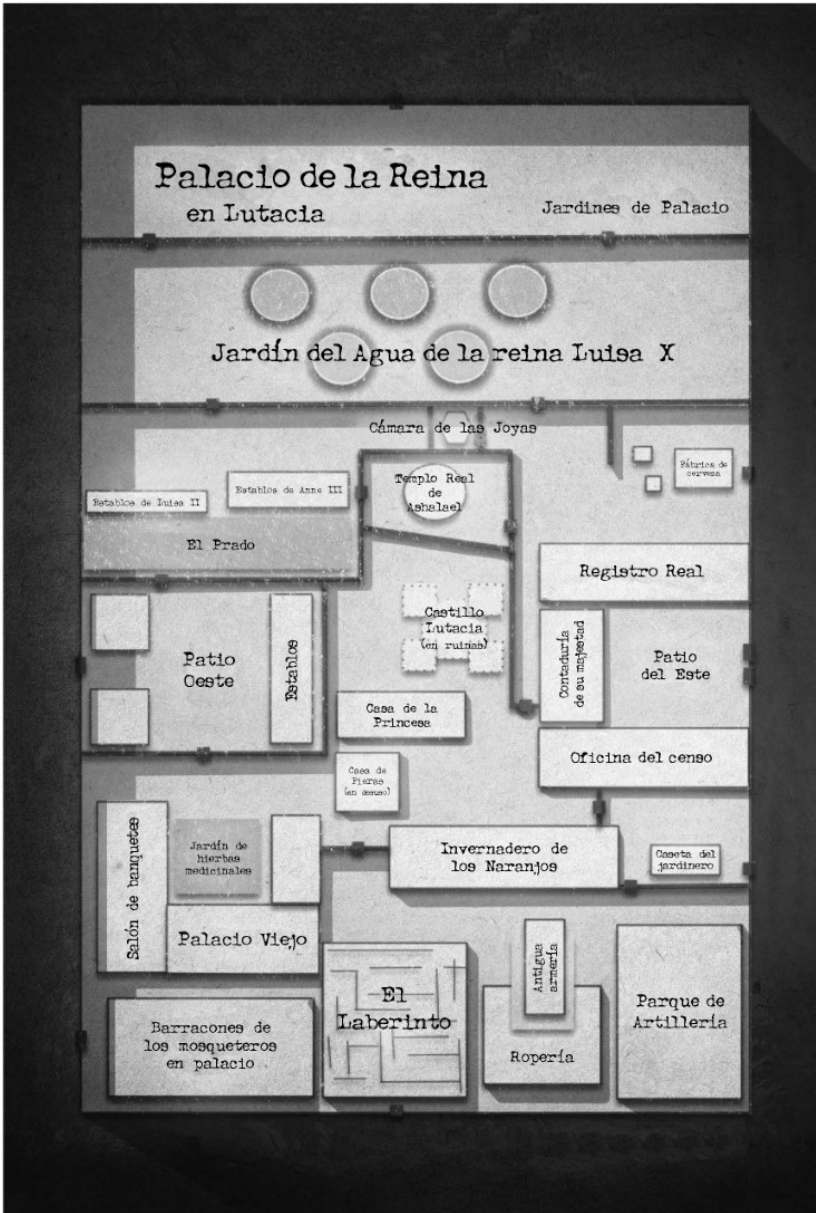 Palacio de la Reina
en Lutacia
Jardines de Palacio
Jardín del Agua de la reina Luisa X
Cámara de las Joyas
Fábrica de
cerveza
Templo Real
de
Ashalael
Establos de Luisa II
Establos de Anne III
El Prado
Registro Real
Castillo
Lutacia
(en ruinas)
Contaduría
de su majestad
Patio
del Este
Patio
Oeste
Establos
Casa de la
Princesa
Oficina del censo
Casa de
Fieras
(en desuso)
Salón de banquetes
Jardín de
hierbas
medicinales
Invernadero de
los Naranjos
Caseta del
jardinero
Palacio Viejo
Antigua
armería
El
Laberinto
Parque de
Artillería
Barracones de
los mosqueteros
en palacio
Ropería